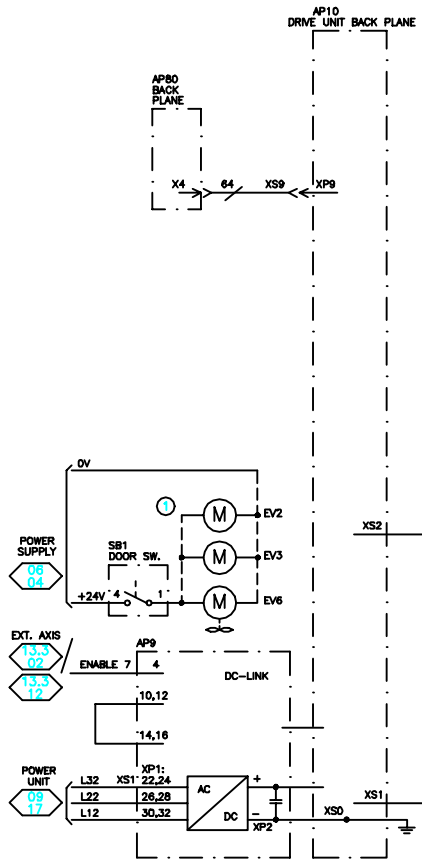 AP10
DRIVE UNIT BACK PLANE
AP80
BACK
PLANE
X4 64 XS9 XP9
0V
1
M EV2
POWER
SUPPLY
06
04
SB1
DOOR SW.
M EV3
XS2
+24V 4 1 M EV6
EXT. AXIS
13.3
02
13.3
12
AP9
ENABLE 7 4
DC-LINK
10,12
14,16
POWER
UNIT
09
17
XP1:
L32 XS1: 22,24
L22 26,28
L12 30,32
AC
DC
+
-
XP2
XS0
XS1